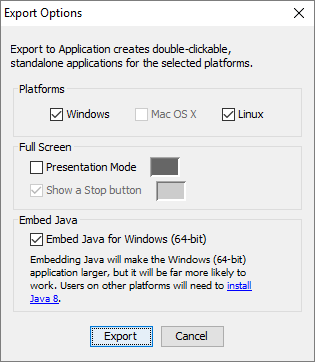 Export Options
Export to Application creates double-clickable,
standalone applications for the selected platforms.
Platforms
Windows Mac OS X Linux
Full Screen
Presentation Mode
Show a Stop button
Embed Java
Embed Java for Windows (64-bit)
Embedding Java will make the Windows (64-bit)
application larger, but it will be far more likely to
work. Users on other platforms will need to install
Java 8.
Export Cancel